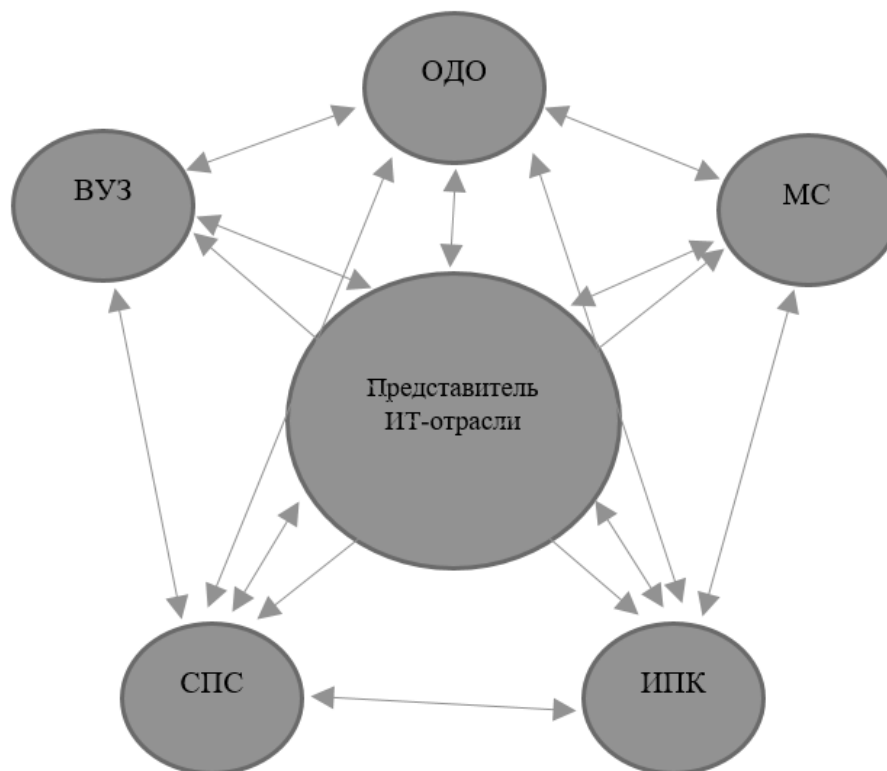 ОДО
ВУЗ
МС
Представитель
ИТ-отрасли
СПС
ИПК